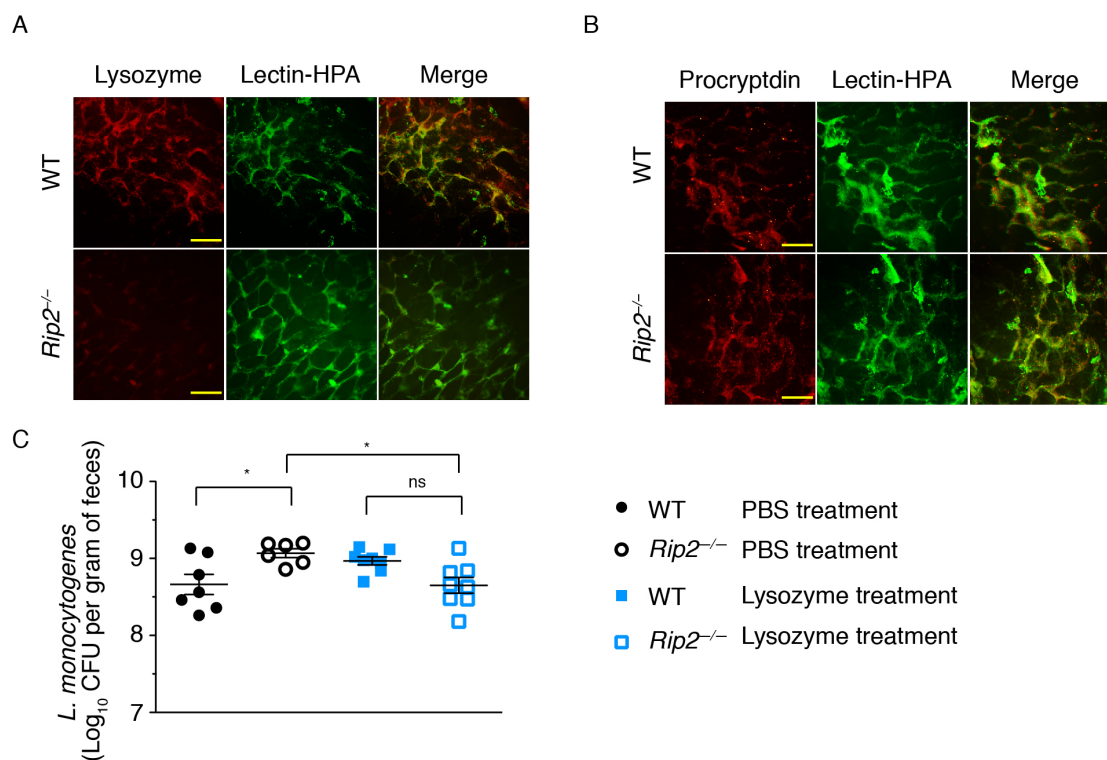 A
Lysozyme Lectin-HPA Merge
WT
Rip2–/–
B
Procryptdin Lectin-HPA Merge
WT
Rip2–/–
C
L. monocytogenes
(Log10 CFU per gram of feces)
10
9
8
7
*
*
ns
WT PBS treatment
Rip2–/– PBS treatment
WT Lysozyme treatment
Rip2–/– Lysozyme treatment